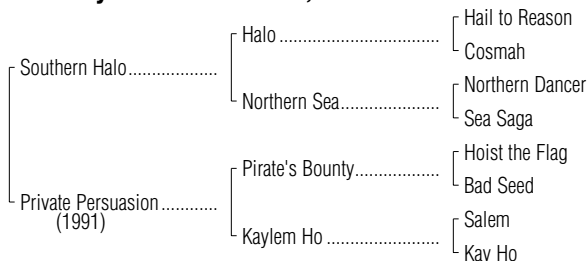 Hail to Reason
Halo
Cosmah
Southern Halo
Northern Dancer
Northern Sea
Sea Saga
Hoist the Flag
Pirate's Bounty
Bad Seed
Private Persuasion
(1991)
Salem
Kaylem Ho
Kay Ho